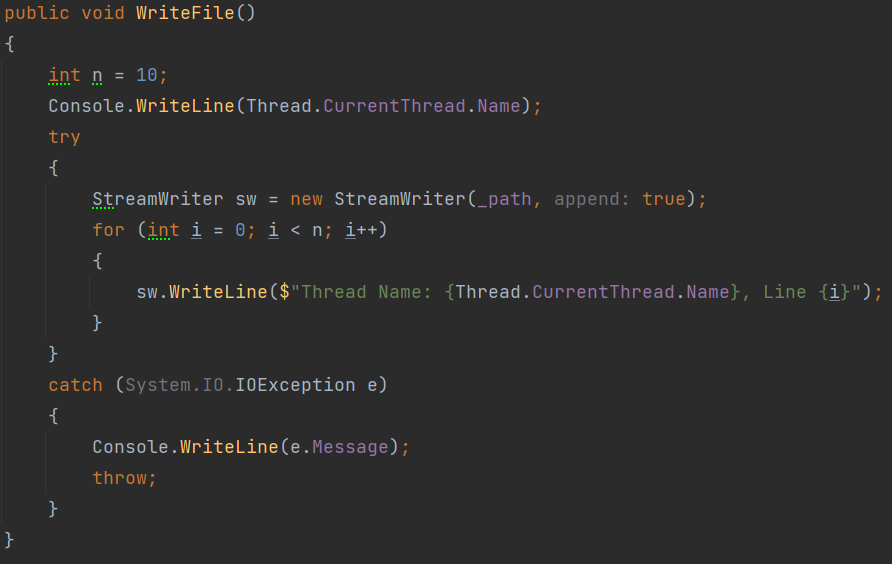 public void WriteFile()
{
    int n = 10;
    Console.WriteLine(Thread.CurrentThread.Name);
    try
    {
        StreamWriter sw = new StreamWriter(_path, append: true);
        for (int i = 0; i < n; i++)
        {
            sw.WriteLine($"Thread Name: {Thread.CurrentThread.Name}, Line {i}");
        }
    }
    catch (System.IO.IOException e)
    {
        Console.WriteLine(e.Message);
        throw;
    }
}